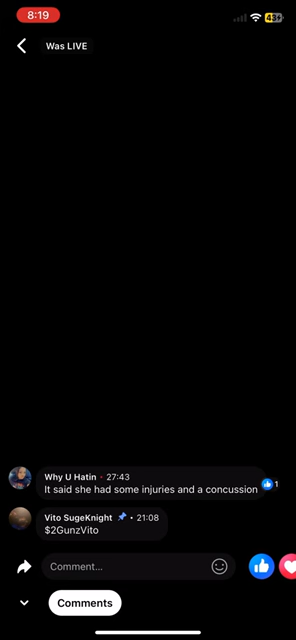 8:19
43
Was LIVE
Why U Hatin • 27:43
It said she had some injuries and a concussion
1
Vito SugeKnight • 21:08
$2GunzVito
Comment...
Comments